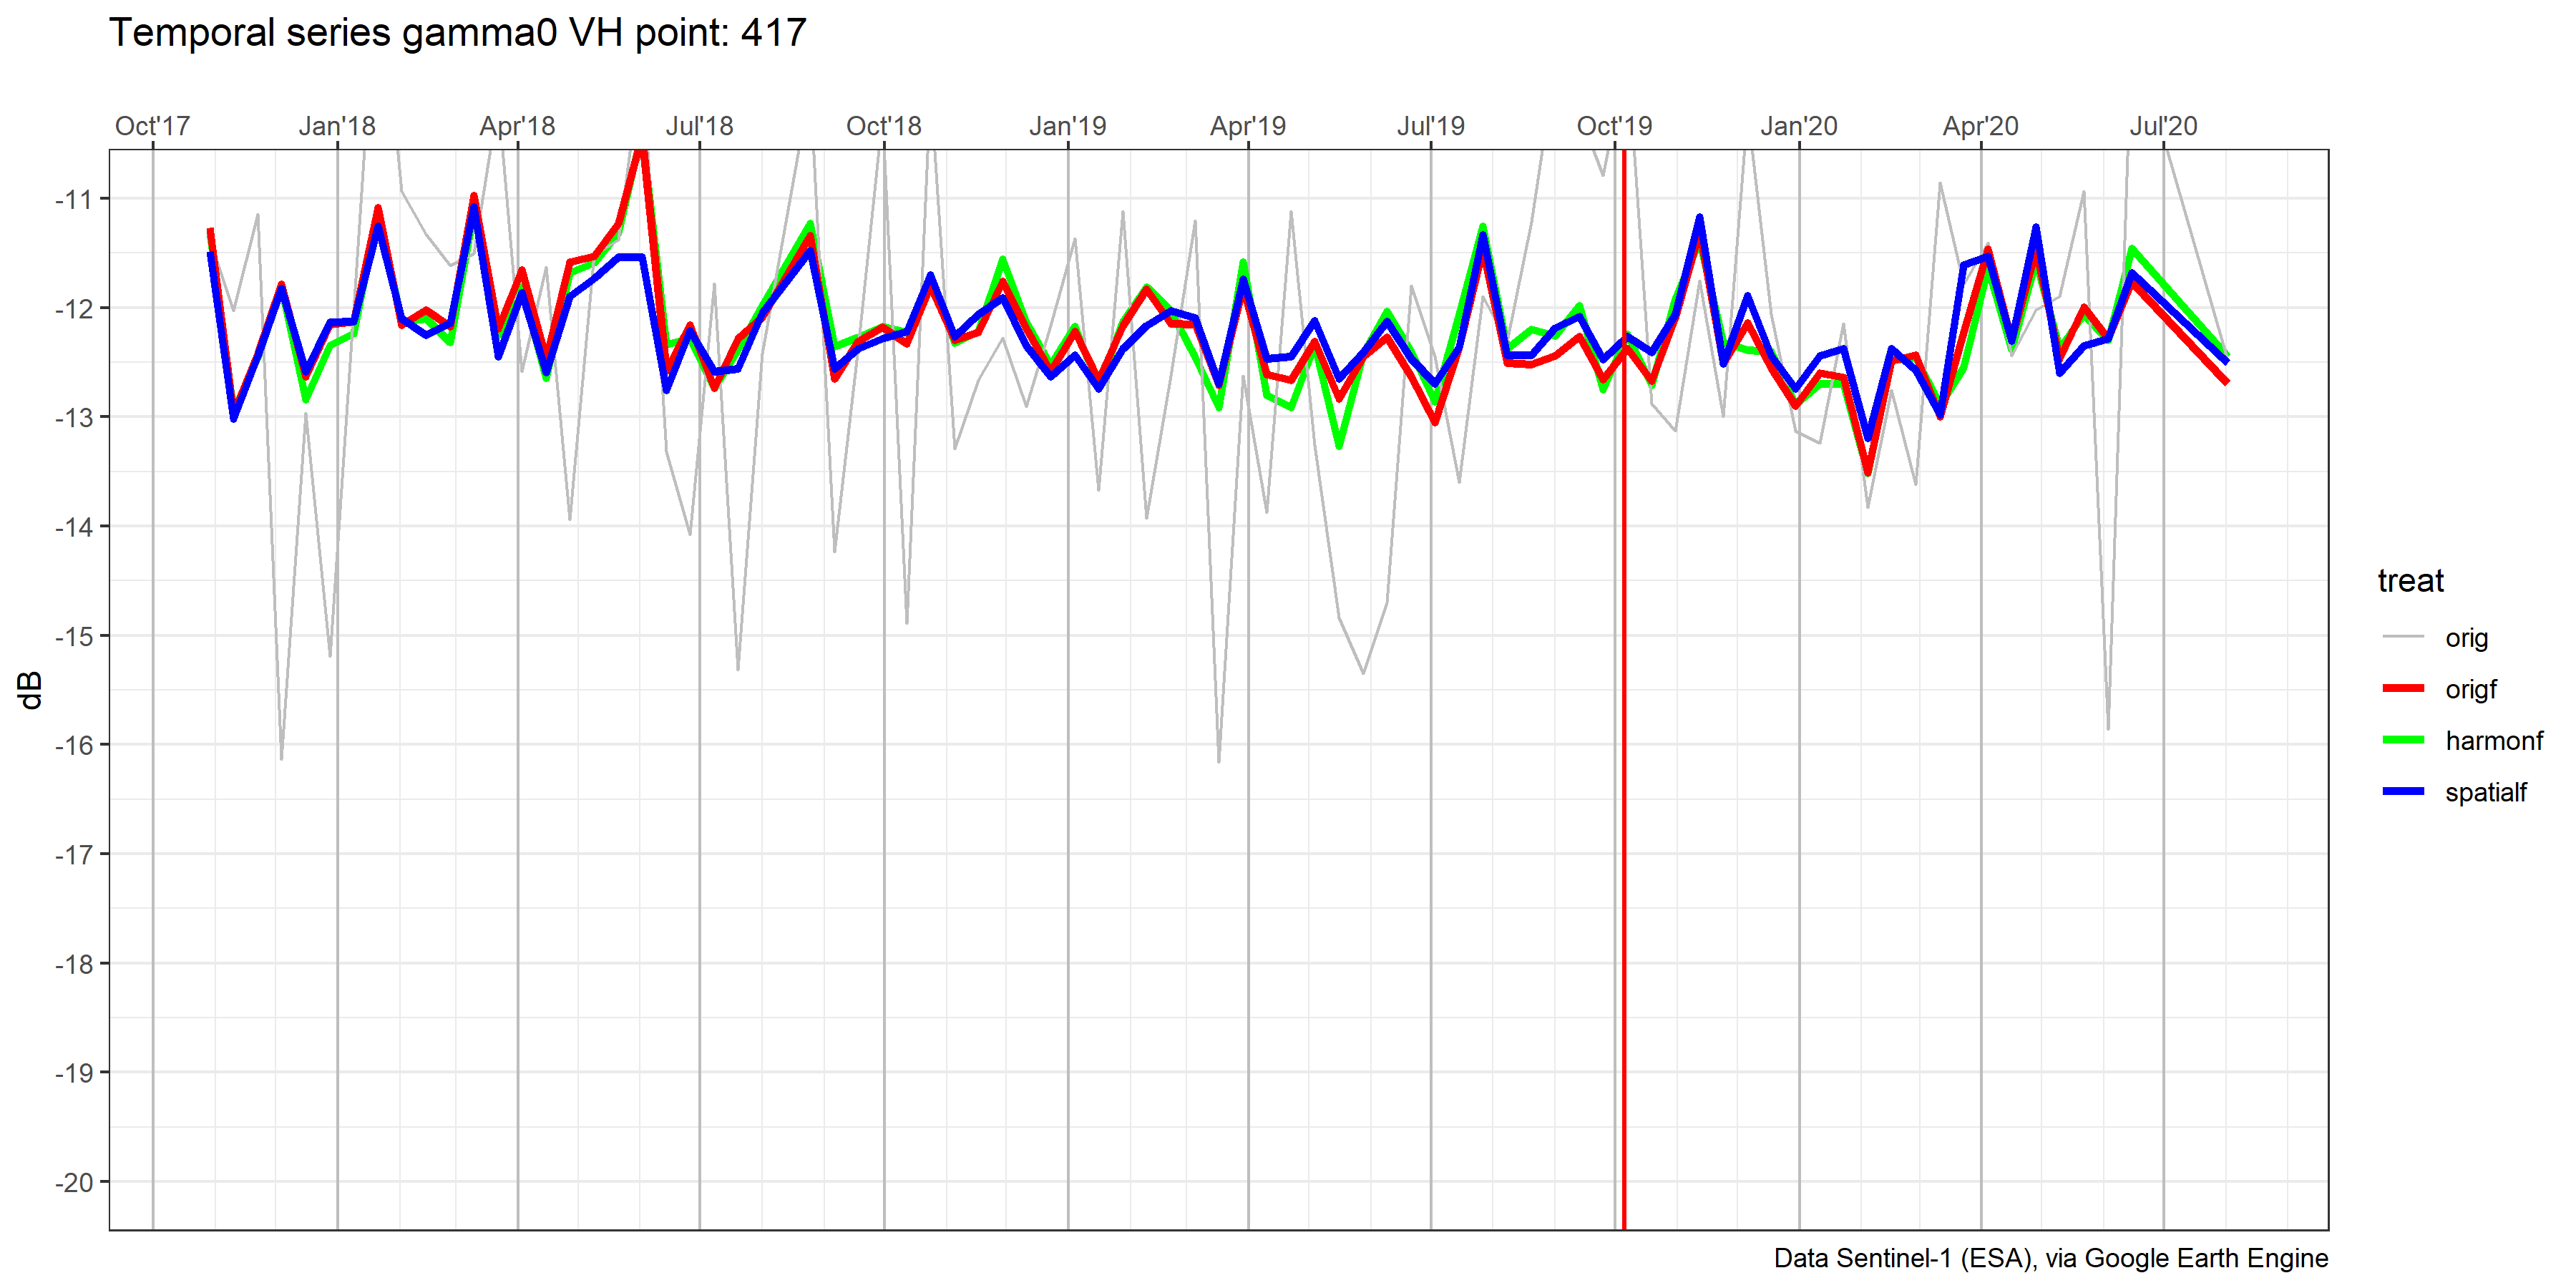 Temporal series gamma0 VH point: 417
Oct'17 Jan'18 Apr'18 Jul'18 Oct'18 Jan'19 Apr'19 Jul'19 Oct'19 Jan'20 Apr'20 Jul'20
-11
-12
-13
-14
-15
-16
-17
-18
-19
-20
dB
treat
orig
origf
harmonf
spatialf
Data Sentinel-1 (ESA), via Google Earth Engine